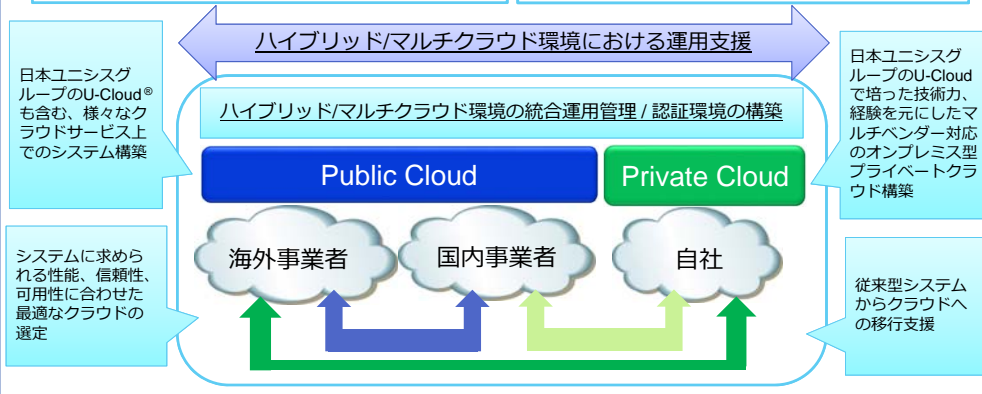 ハイブリッド/マルチクラウド環境における運用支援
日本ユニシスグ
ループのU-Cloud®
も含む、様々なク
ラウドサービス上
でのシステム構築
日本ユニシスグ
ループのU-Cloud
で培った技術力、
経験を元にしたマ
ルチベンダー対応
のオンプレミス型
プライベートクラ
ウド構築
ハイブリッド/マルチクラウド環境の統合運用管理 / 認証環境の構築
Public Cloud
Private Cloud
海外事業者
国内事業者
自社
システムに求めら
れる性能、信頼性、
可用性に合わせた
最適なクラウドの
選定
従来型システム
からクラウドへ
の移行支援